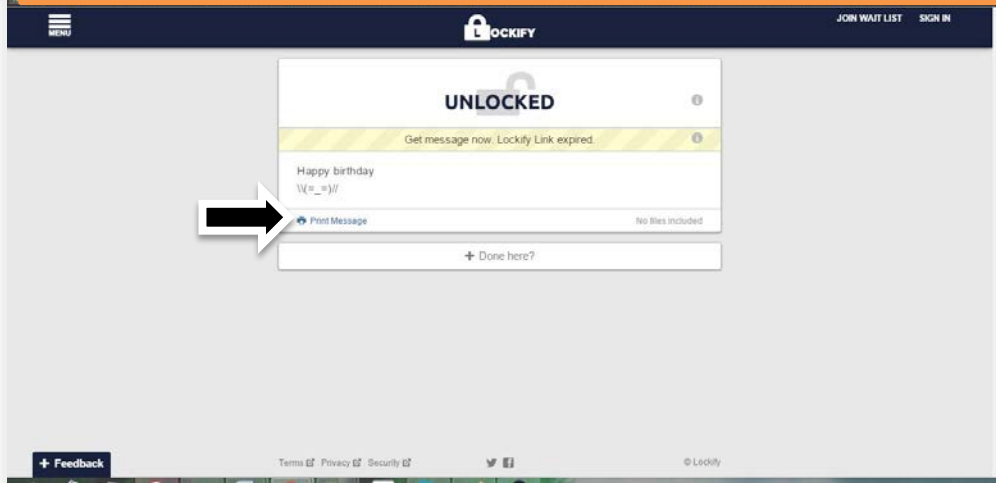 MENU
LOCKIFY
JOIN WAIT LIST SIGN IN
UNLOCKED
Get message now. Lockify Link expired.
Happy birthday
\\(=_=)//
Print Message
No files included
+ Done here?
+ Feedback
Terms Privacy Security
© Lockify